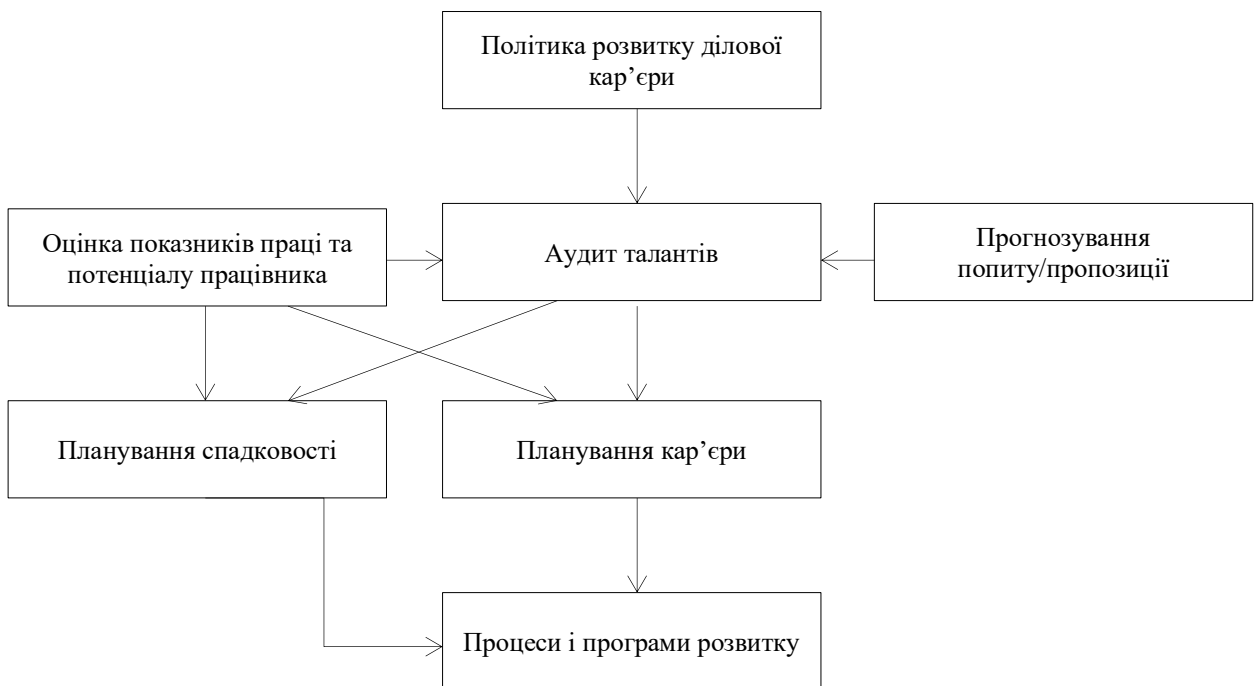 Політика розвитку ділової
кар’єри
Оцінка показників праці та
потенціалу працівника
Аудит талантів
Прогнозування
попиту/пропозиції
Планування спадковості
Планування кар’єри
Процеси і програми розвитку